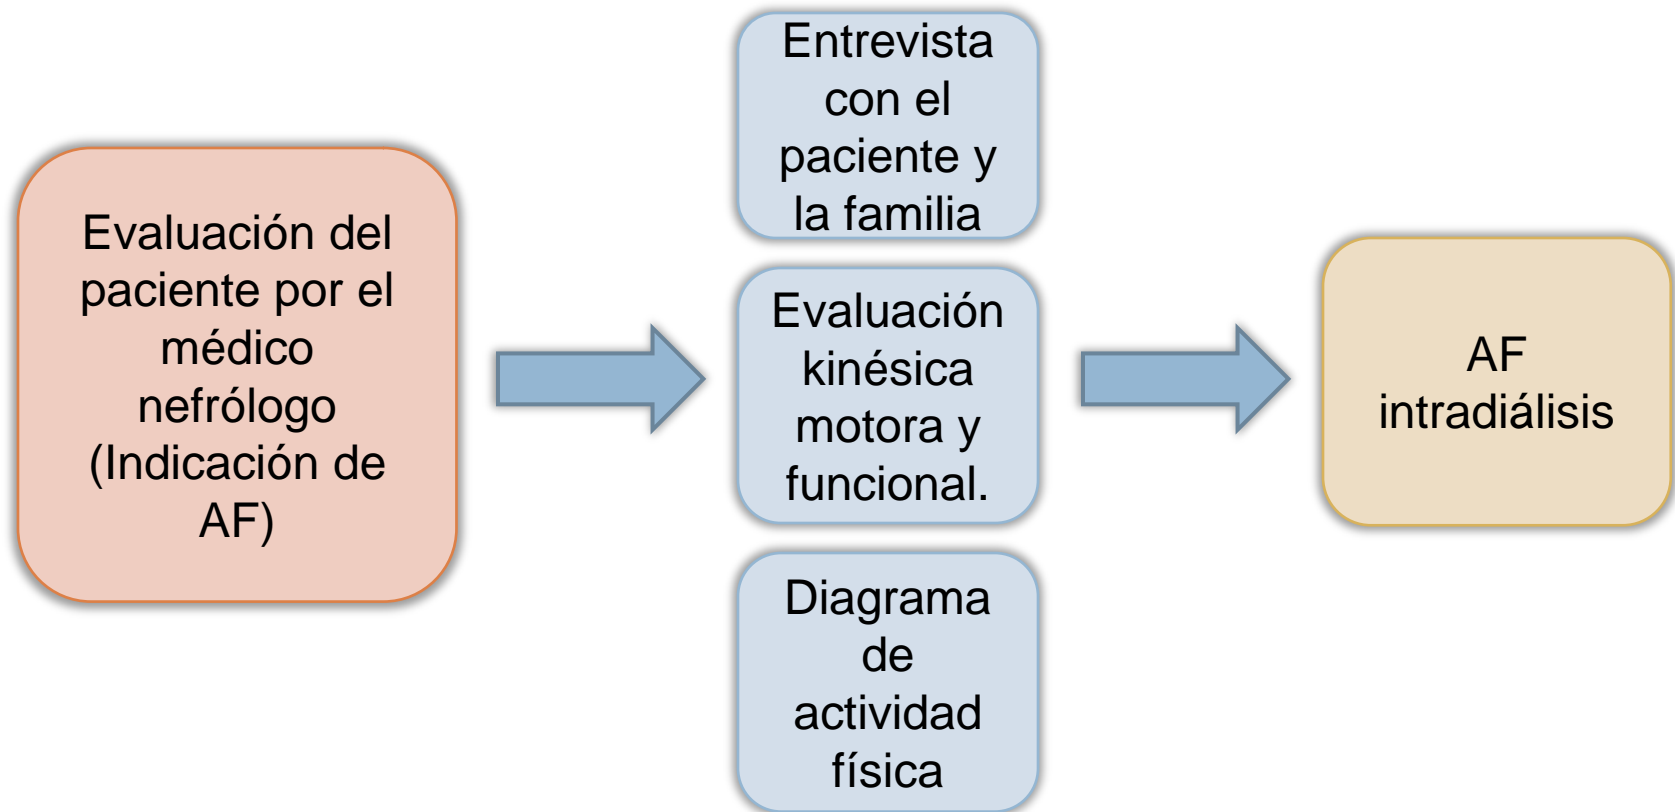 Evaluación del
paciente por el
médico
nefrólogo
(Indicación de
AF)
Entrevista
con el
paciente y
la familia
Evaluación
kinésica
motora y
funcional.
Diagrama
de
actividad
física
AF
intradiálisis